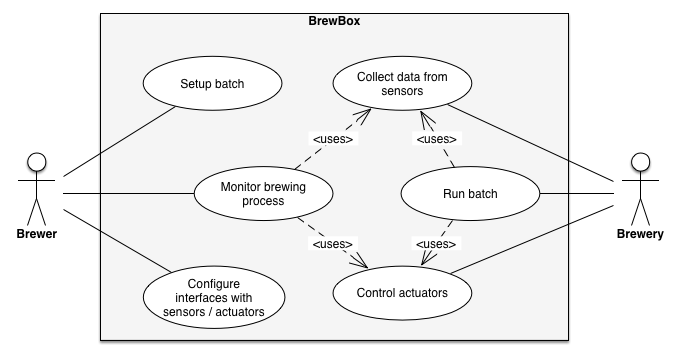 BrewBox
Setup batch
Collect data from
sensors
<uses>
<uses>
Monitor brewing
process
Run batch
Brewer
Brewery
<uses>
<uses>
Configure
interfaces with
sensors / actuators
Control actuators